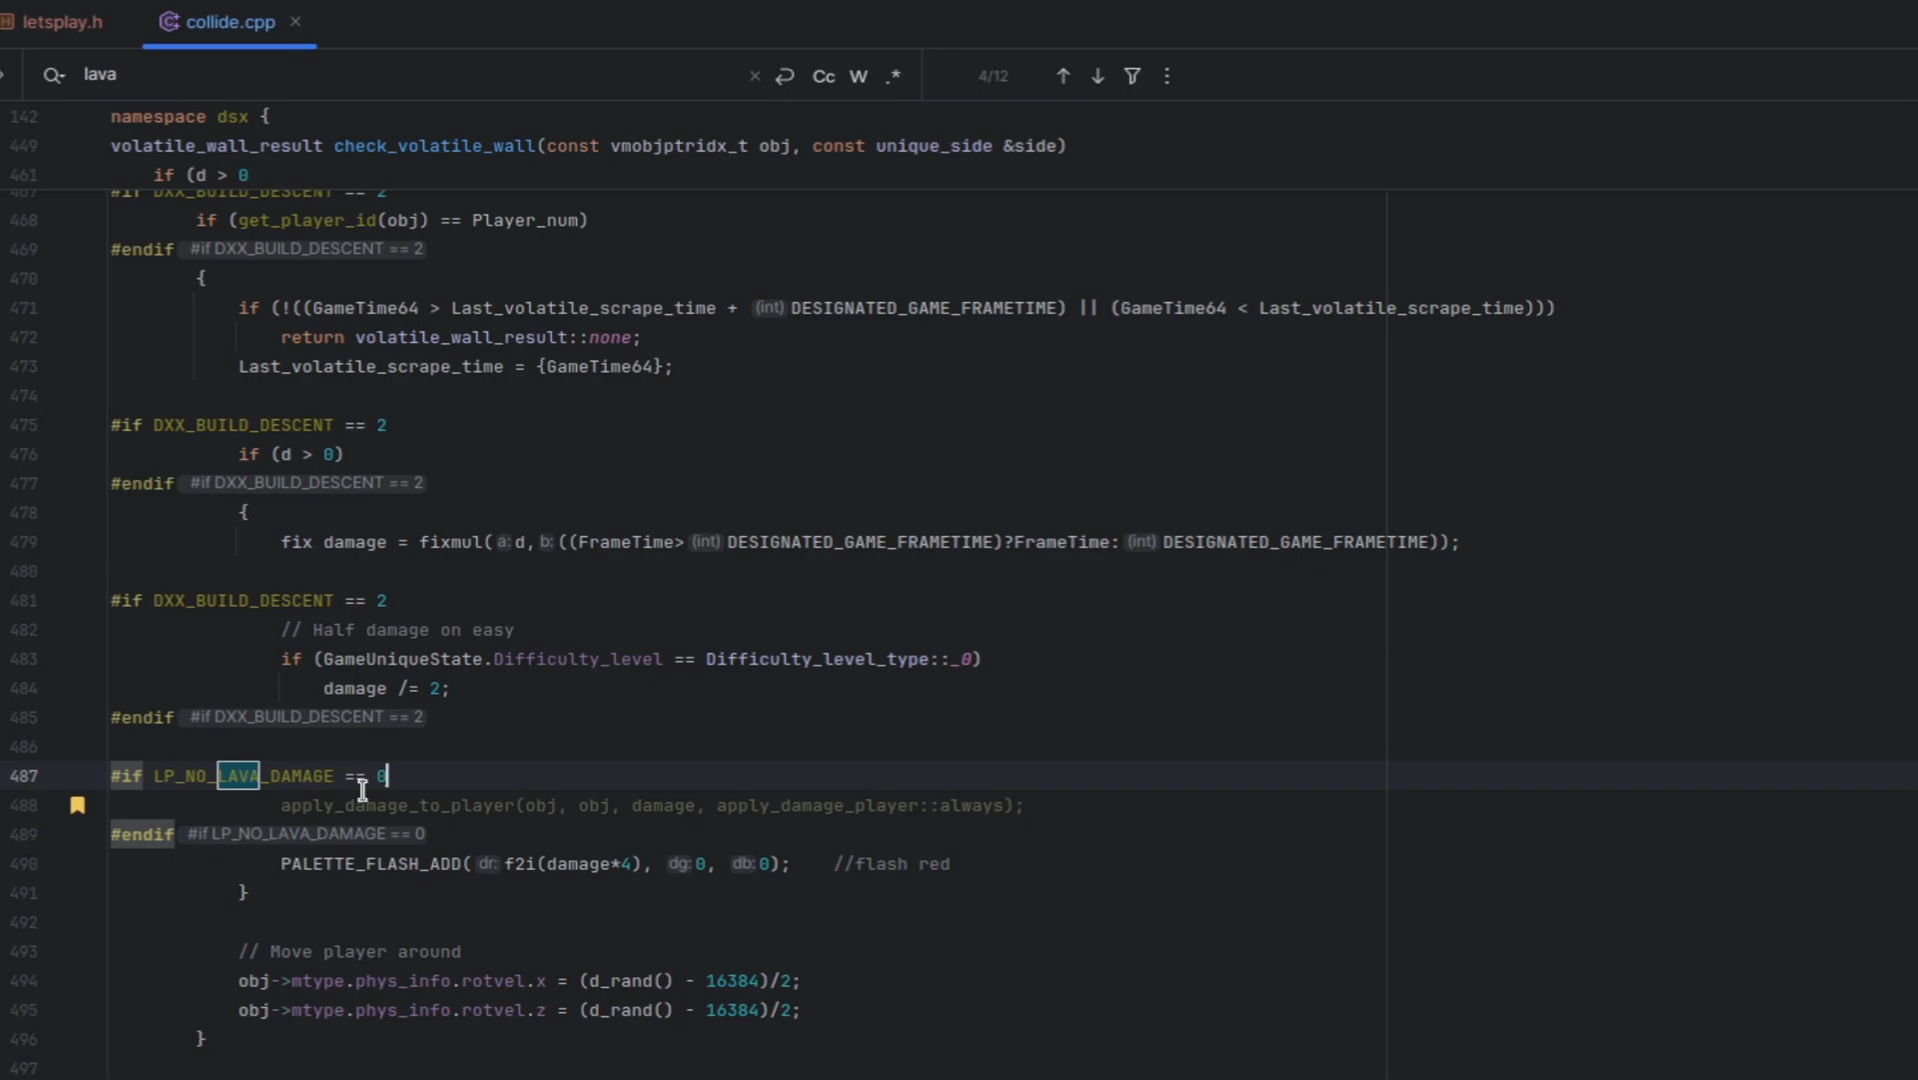 letsplay.h collide.cpp
lava Cc W .* 4/12
142 namespace dsx {
449 volatile_wall_result check_volatile_wall(const vmobjptridx_t obj, const unique_side &side)
461 if (d > 0
467 #if DXX_BUILD_DESCENT == 2
468 if (get_player_id(obj) == Player_num)
469 #endif #if DXX_BUILD_DESCENT == 2
470 {
471 if (!((GameTime64 > Last_volatile_scrape_time + (int) DESIGNATED_GAME_FRAMETIME) || (GameTime64 < Last_volatile_scrape_time)))
472 return volatile_wall_result::none;
473 Last_volatile_scrape_time = {GameTime64};
474
475 #if DXX_BUILD_DESCENT == 2
476 if (d > 0)
477 #endif #if DXX_BUILD_DESCENT == 2
478 {
479 fix damage = fixmul( a: d, b: ((FrameTime> (int) DESIGNATED_GAME_FRAMETIME)?FrameTime: (int) DESIGNATED_GAME_FRAMETIME));
480
481 #if DXX_BUILD_DESCENT == 2
482 // Half damage on easy
483 if (GameUniqueState.Difficulty_level == Difficulty_level_type::_0)
484 damage /= 2;
485 #endif #if DXX_BUILD_DESCENT == 2
486
487 #if LP_NO_LAVA_DAMAGE == 0
488 apply_damage_to_player(obj, obj, damage, apply_damage_player::always);
489 #endif #if LP_NO_LAVA_DAMAGE == 0
490 PALETTE_FLASH_ADD( dr: f2i(damage*4), dg: 0, db: 0); //flash red
491 }
492
493 // Move player around
494 obj->mtype.phys_info.rotvel.x = (d_rand() - 16384)/2;
495 obj->mtype.phys_info.rotvel.z = (d_rand() - 16384)/2;
496 }
497